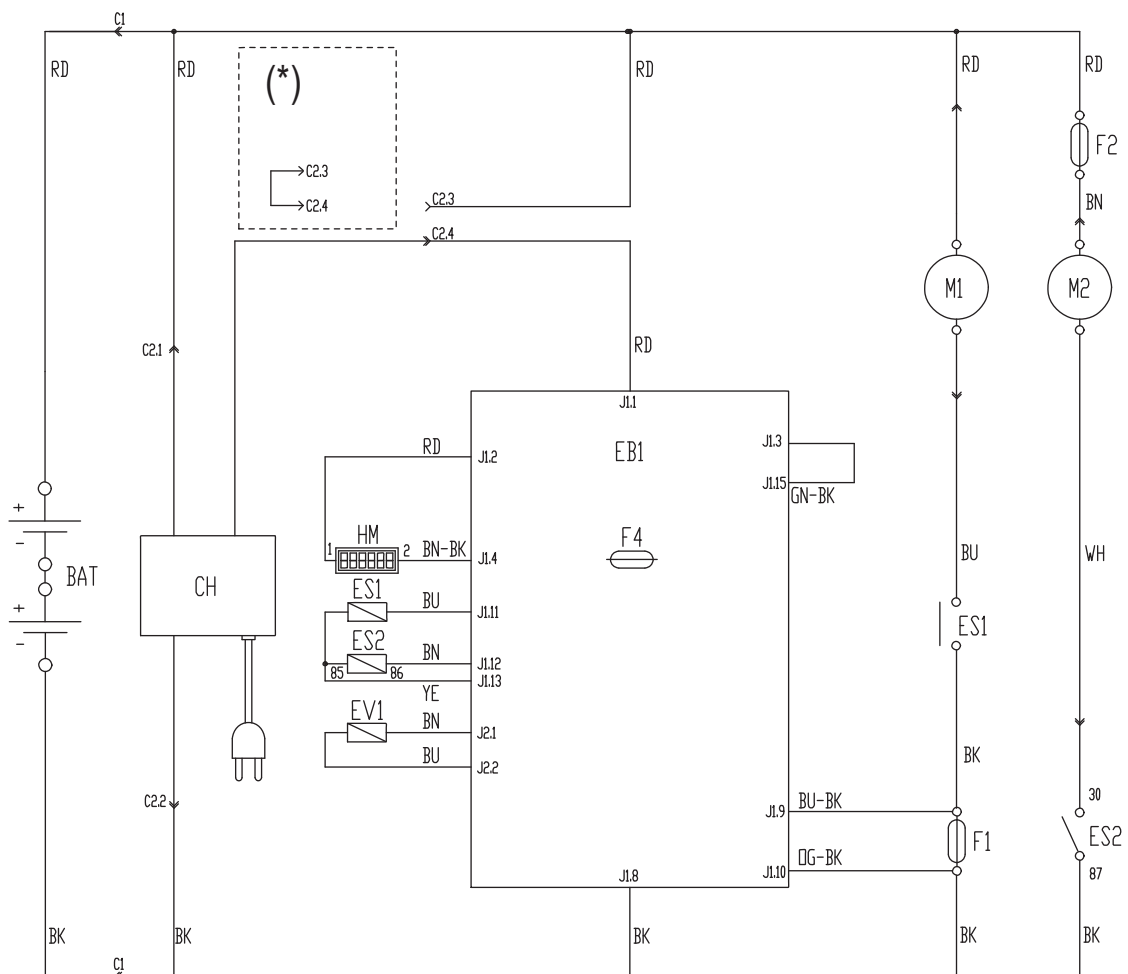 C1
RD
RD
RD
RD
RD
(*)
F2
C2.3
C2.4
C2.3
BN
C2.4
M1
M2
C2.1
RD
J1.1
RD
J1.2
EB1
J1.3
J1.15
GN-BK
+
-
HM
1
2
BN-BK
J1.4
F4
BU
WH
BAT
CH
ES1
BU
J1.11
+
-
ES1
ES2
BN
85
86
J1.12
J1.13
YE
EV1
BN
J2.1
BU
J2.2
BK
C2.2
BU-BK
J1.9
30
F1
ES2
OG-BK
J1.10
87
J1.8
BK
BK
BK
BK
BK
C1